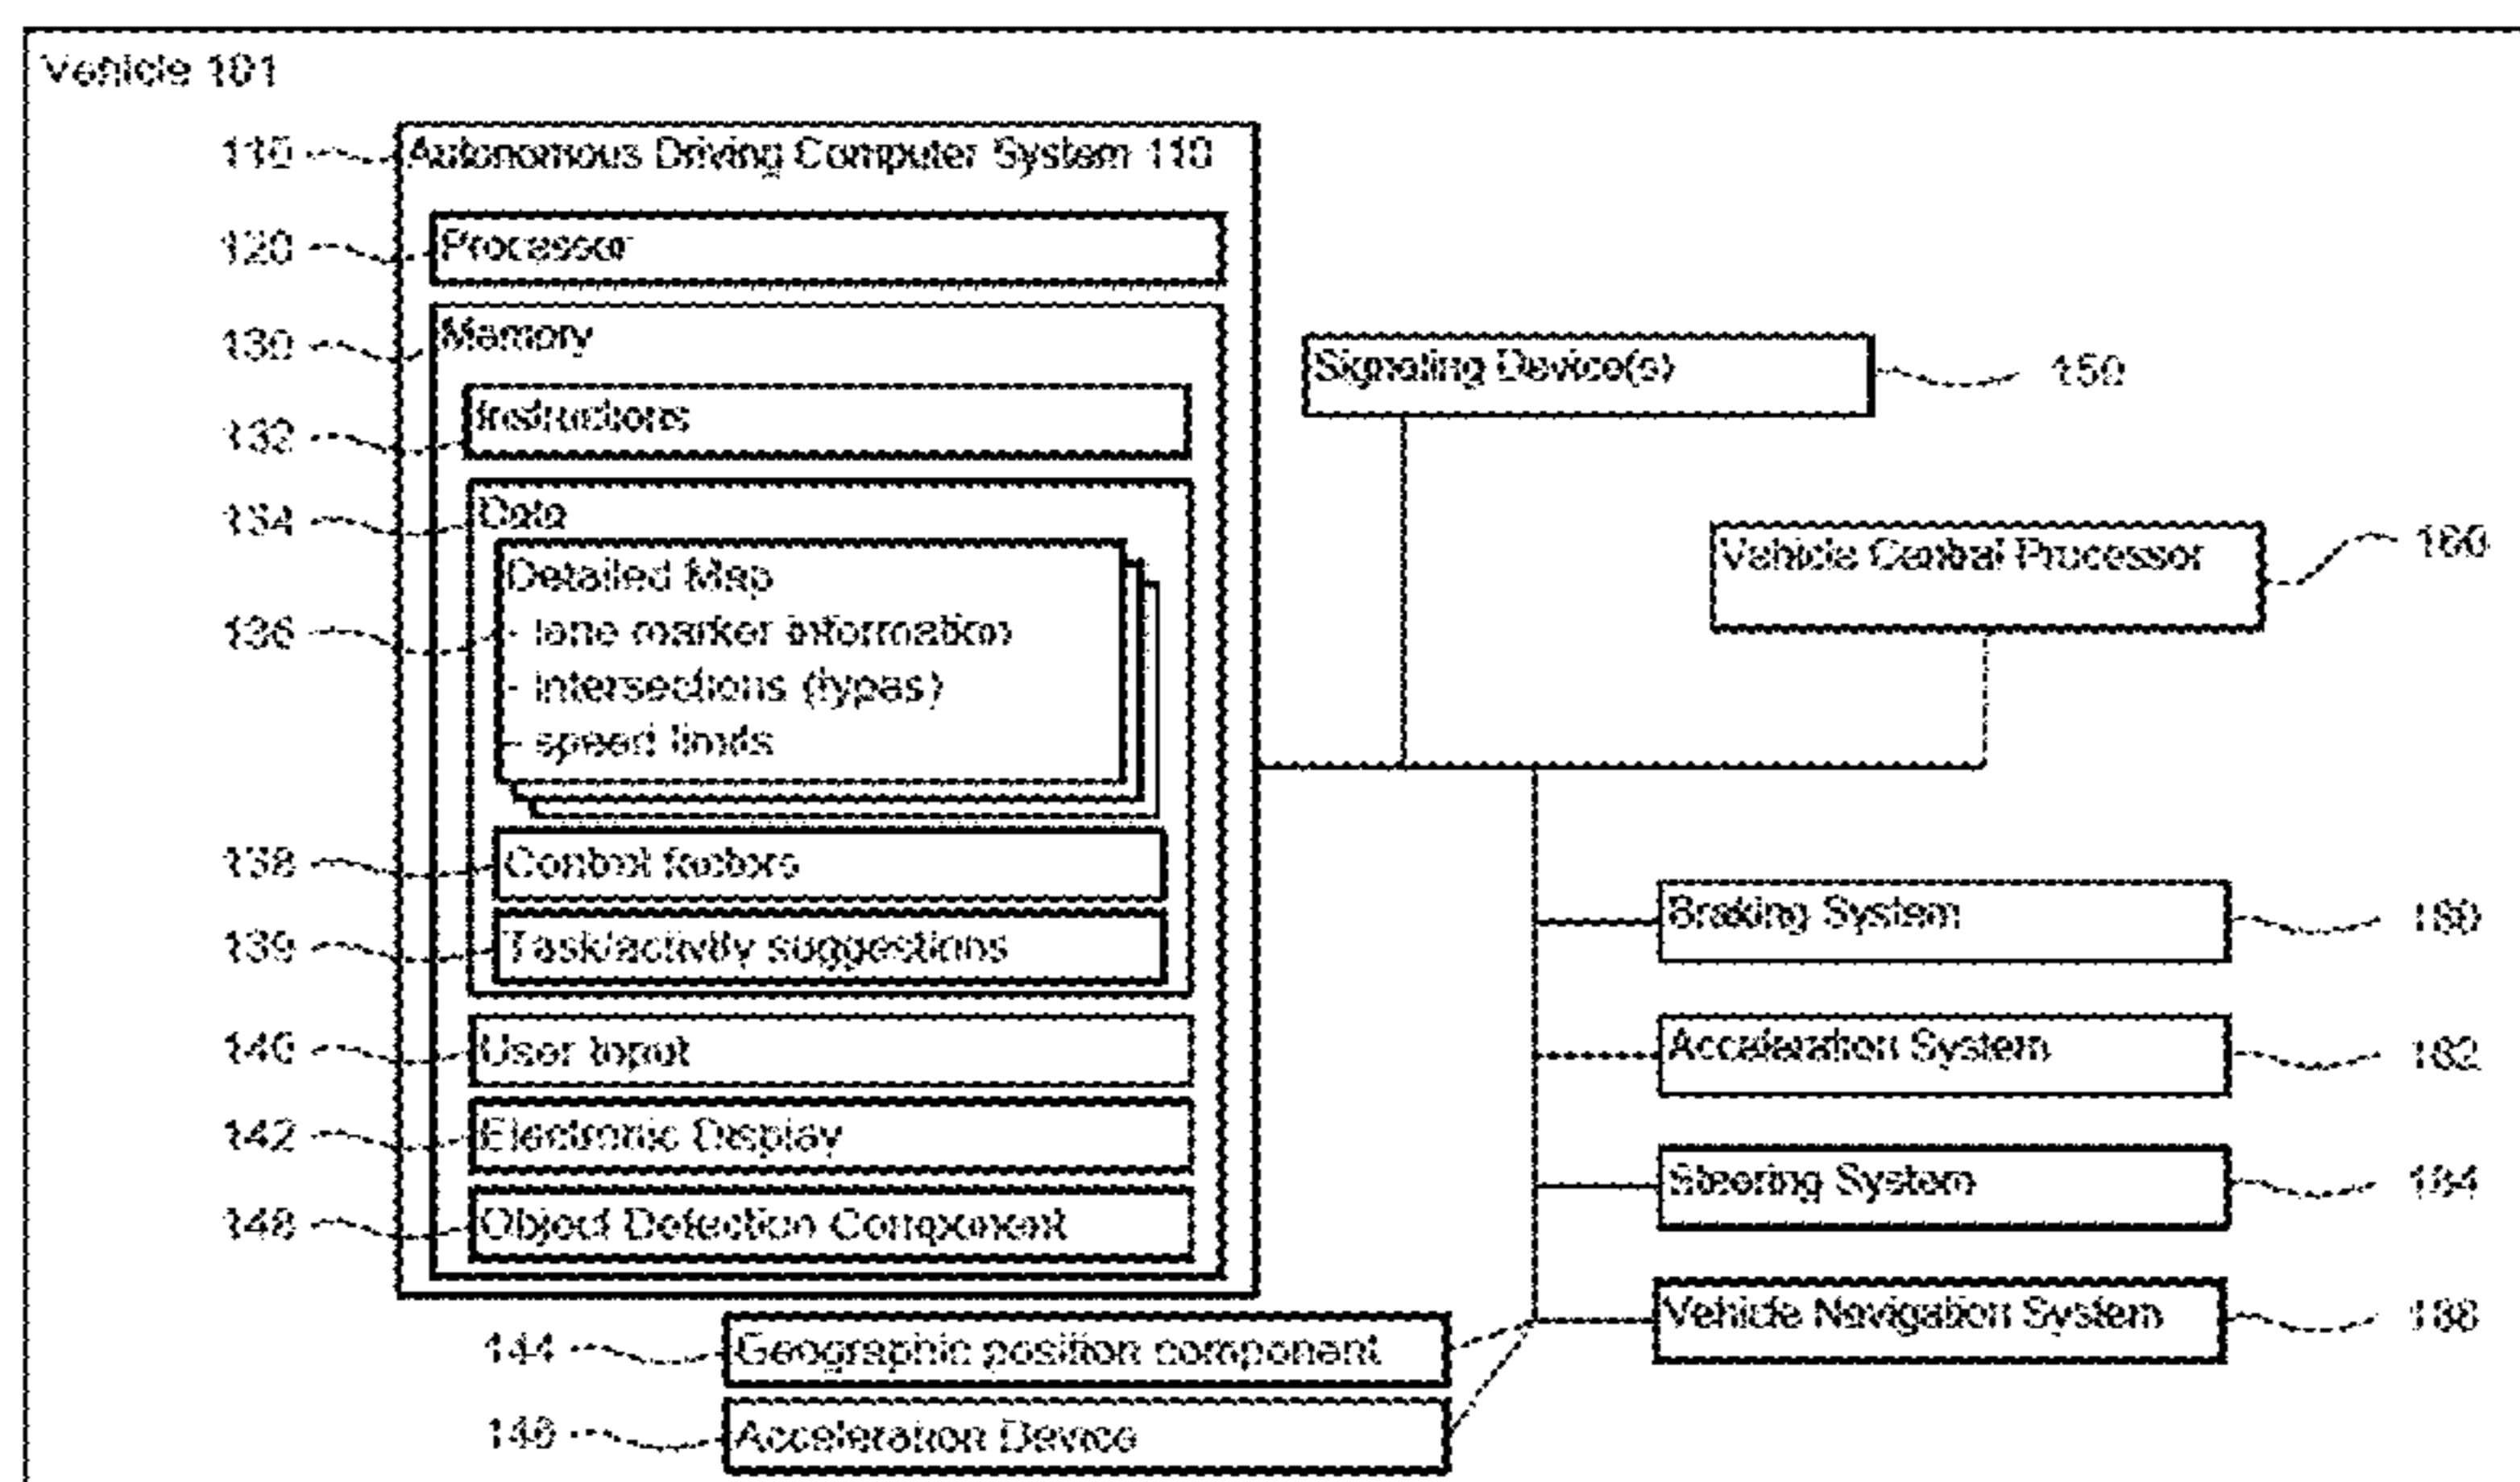 Vehicle 101
110 Autonomous Driving Computer System 110
120 Processor
130 Memory
Signaling Device(s) 150
132 Instructions
134 Data
Vehicle Central Processor 160
136 Detailed Map
- lane marker information
- intersections (types)
- speed limits
138 Control factors
Braking System 180
139 Task/activity suggestions
140 User Input
Acceleration System 182
142 Electronic Display
Steering System 184
148 Object Detection Component
Vehicle Navigation System 188
144 Geographic position component
146 Acceleration Device